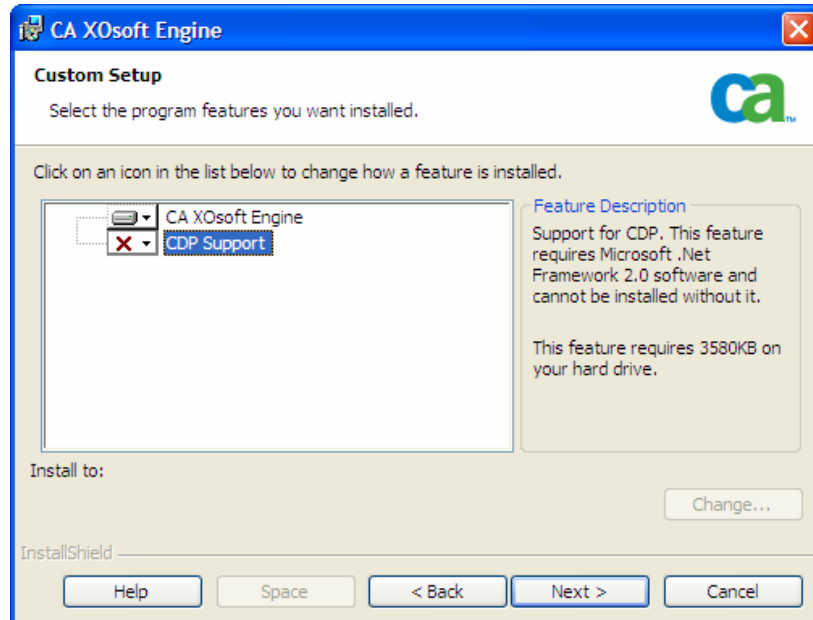 CA XOsoft Engine
Custom Setup
Select the program features you want installed.
ca
TM
Click on an icon in the list below to change how a feature is installed.
CA XOsoft Engine
CDP Support
Feature Description
Support for CDP. This feature
requires Microsoft .Net
Framework 2.0 software and
cannot be installed without it.
This feature requires 3580KB on
your hard drive.
Install to:
Change...
InstallShield
Help
Space
< Back
Next >
Cancel